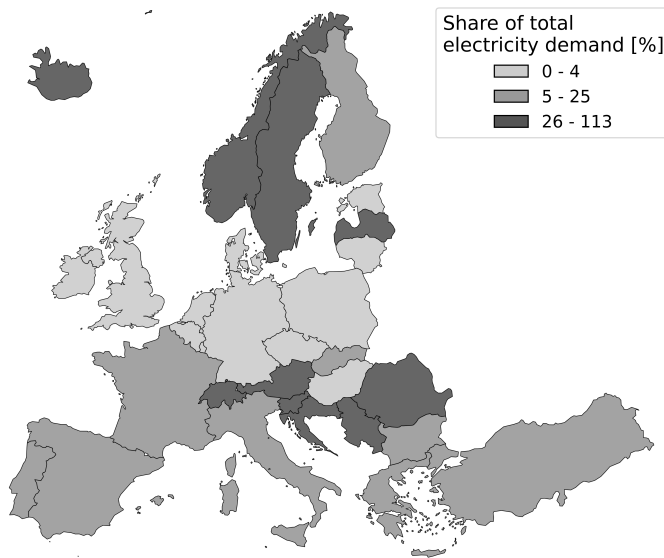 Share of total
electricity demand [%]
0 - 4
5 - 25
26 - 113